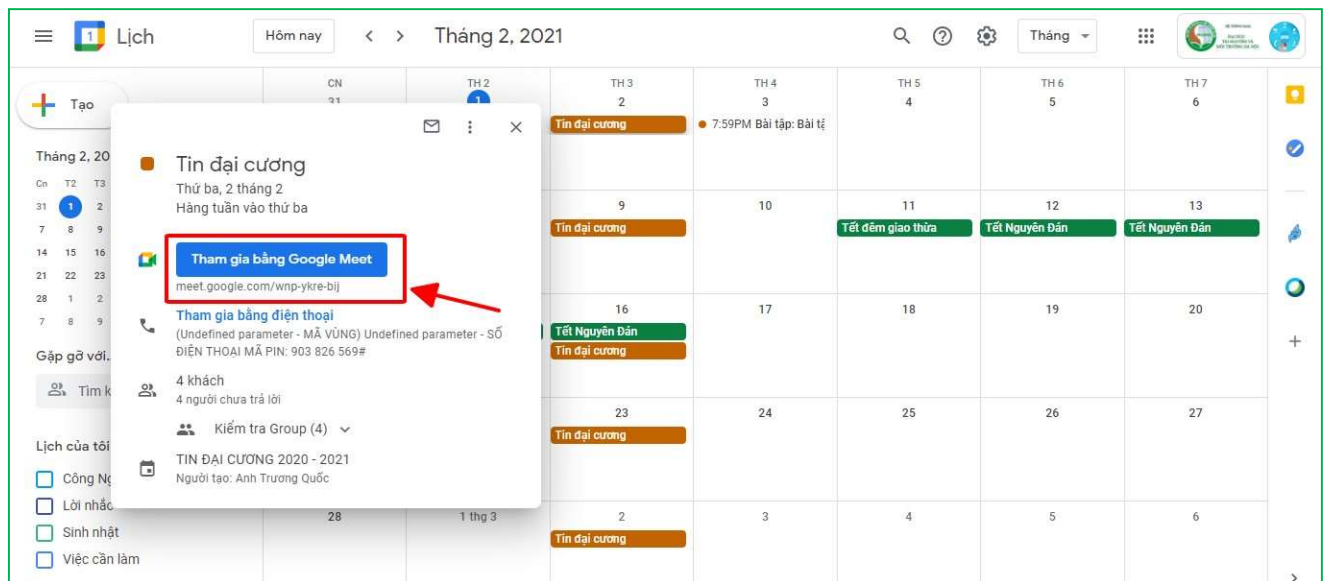 Lịch
Hôm nay
Tháng 2, 2021
Tháng
Tạo
CN TH 2 TH 3 TH 4 TH 5 TH 6 TH 7
31 1 2 3 4 5 6
Tin đại cương
7:59PM Bài tập: Bài tậ
Tháng 2, 20
Cn T2 T3
31 1 2
7 8 9
14 15 16
21 22 23
28 1 2
7 8 9
Gặp gỡ với.
Tìm k
Lịch của tôi
Công Ng
Lời nhắc
Sinh nhật
Việc cần làm
Tin đại cương
Thứ ba, 2 tháng 2
Hàng tuần vào thứ ba
Tham gia bằng Google Meet
meet.google.com/wnp-ykre-bij
Tham gia bằng điện thoại
(Undefined parameter - MÃ VÙNG) Undefined parameter - SỐ
ĐIỆN THOẠI MÃ PIN: 903 826 569#
4 khách
4 người chưa trả lời
Kiểm tra Group (4)
TIN ĐẠI CƯƠNG 2020 - 2021
Người tạo: Anh Trương Quốc
9 10 11 12 13
Tin đại cương
Tết đêm giao thừa
Tết Nguyên Đán
Tết Nguyên Đán
16 17 18 19 20
Tết Nguyên Đán
Tin đại cương
23 24 25 26 27
Tin đại cương
28 1 thg 3 2 3 4 5 6
Tin đại cương